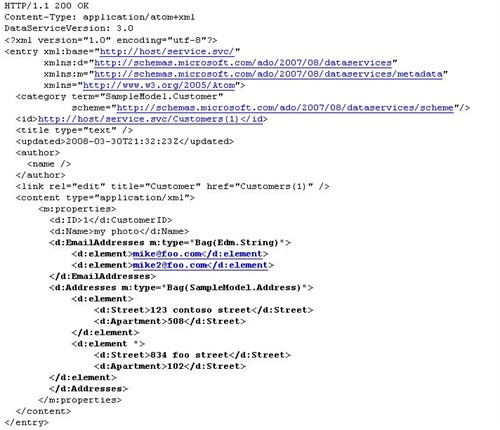 HTTP/1.1 200 OK
Content-Type: application/atom+xml
DataServiceVersion: 3.0
<?xml version="1.0" encoding="utf-8"?>
<entry xml:base="http://host/service.svc/"
xmlns:d="http://schemas.microsoft.com/ado/2007/08/dataservices"
xmlns:m="http://schemas.microsoft.com/ado/2007/08/dataservices/metadata"
xmlns="http://www.w3.org/2005/Atom">
<category term="SampleModel.Customer"
scheme="http://schemas.microsoft.com/ado/2007/08/dataservices/scheme"/>
<id>http://host/service.svc/Customers(1)</id>
<title type="text" />
<updated>2008-03-30T21:32:23Z</updated>
<author>
<name />
</author>
<link rel="edit" title="Customer" href="Customers(1)" />
<content type="application/xml">
<m:properties>
<d:ID>1</d:CustomerID>
<d:Name>my photo</d:Name>
<d:EmailAddresses m:type="Bag(Edm.String)">
<d:element>mike@foo.com</d:element>
<d:element>mike2@foo.com</d:element>
</d:EmailAddresses>
<d:Addresses m:type="Bag(SampleModel.Address)">
<d:element>
<d:Street>123 contoso street</d:Street>
<d:Apartment>508</d:Street>
</d:element>
<d:element ">
<d:Street>834 foo street</d:Street>
<d:Apartment>102</d:Street>
</d:element>
</d:Addresses>
</m:properties>
</content>
</entry>